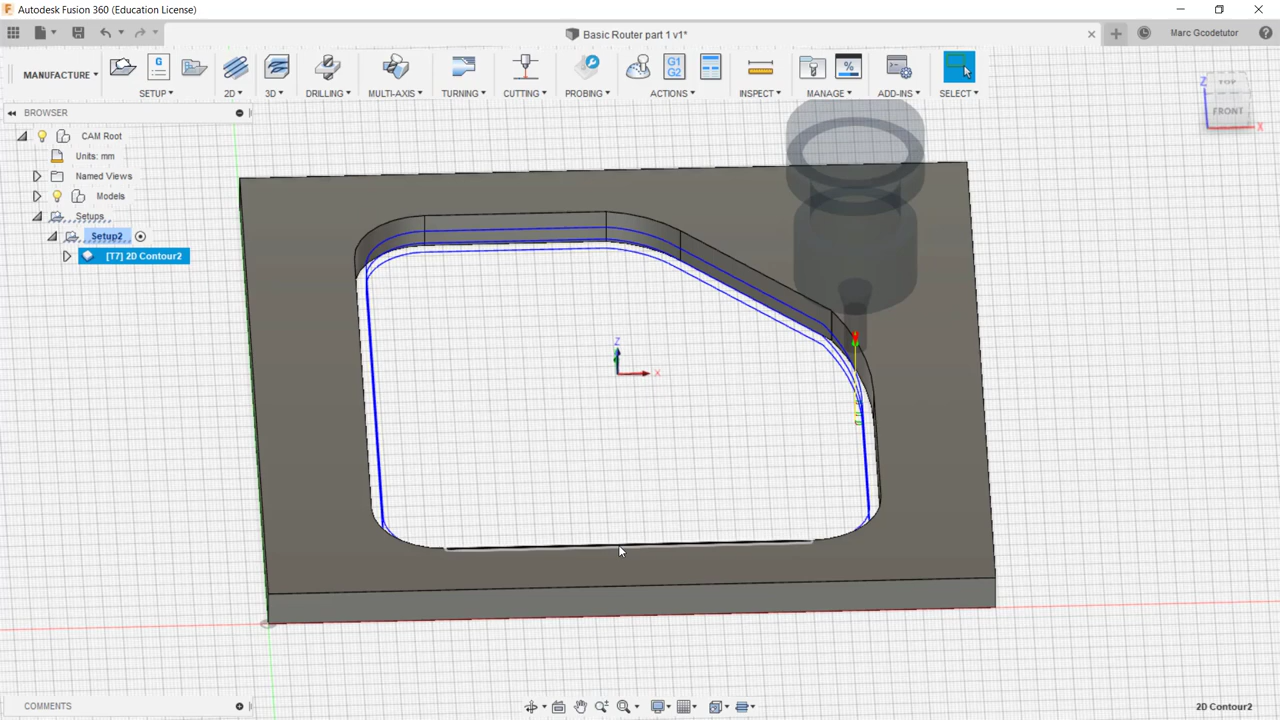 Autodesk Fusion 360 (Education License)
Basic Router part 1 v1*
Marc Gcodetutor
MANUFACTURE
SETUP
2D
3D
DRILLING
MULTI-AXIS
TURNING
CUTTING
PROBING
G1
G2
ACTIONS
INSPECT
MANAGE
ADD-INS
SELECT
BROWSER
CAM Root
Units: mm
Named Views
Models
Setups
Setup2
[T7] 2D Contour2
Z
TOP
FRONT
X
Z
X
COMMENTS
2D Contour2